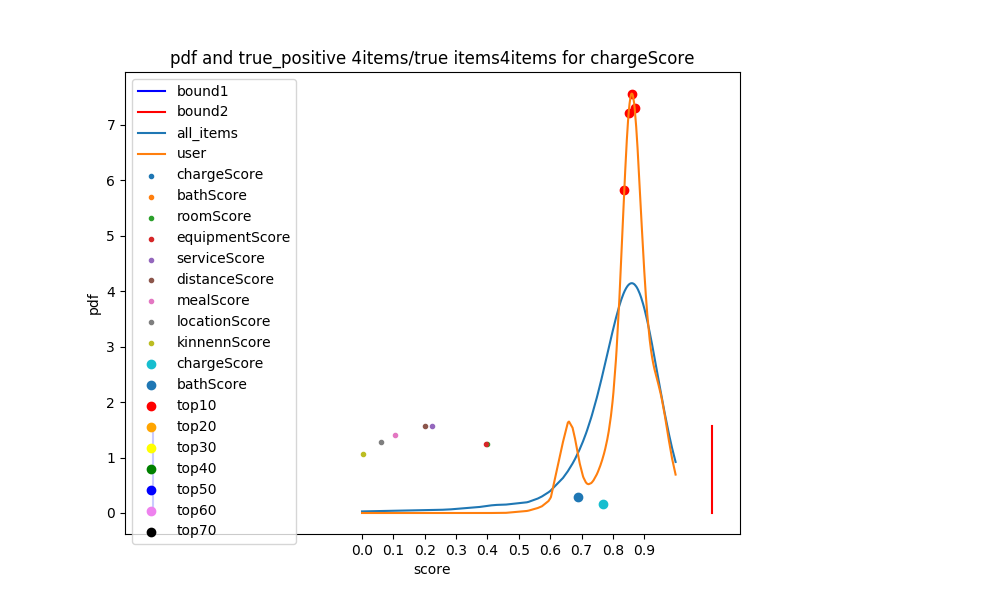 pdf and true_positive 4items/true items4items for chargeScore
bound1
bound2
all_items
user
chargeScore
bathScore
roomScore
equipmentScore
serviceScore
distanceScore
mealScore
locationScore
kinnennScore
chargeScore
bathScore
top10
top20
top30
top40
top50
top60
top70
pdf
7
6
5
4
3
2
1
0
0.0 0.1 0.2 0.3 0.4 0.5 0.6 0.7 0.8 0.9
score